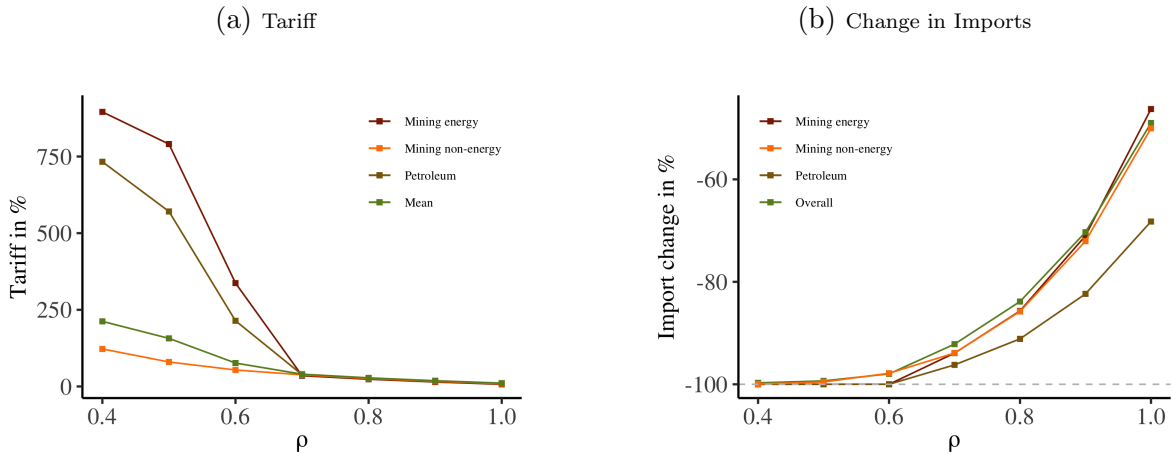 (a) Tariff
Tariff in %
750
500
250
0
0.4 0.6 0.8 1.0
ρ
Mining energy
Mining non-energy
Petroleum
Mean
(b) Change in Imports
Import change in %
-60
-80
-100
0.4 0.6 0.8 1.0
ρ
Mining energy
Mining non-energy
Petroleum
Overall